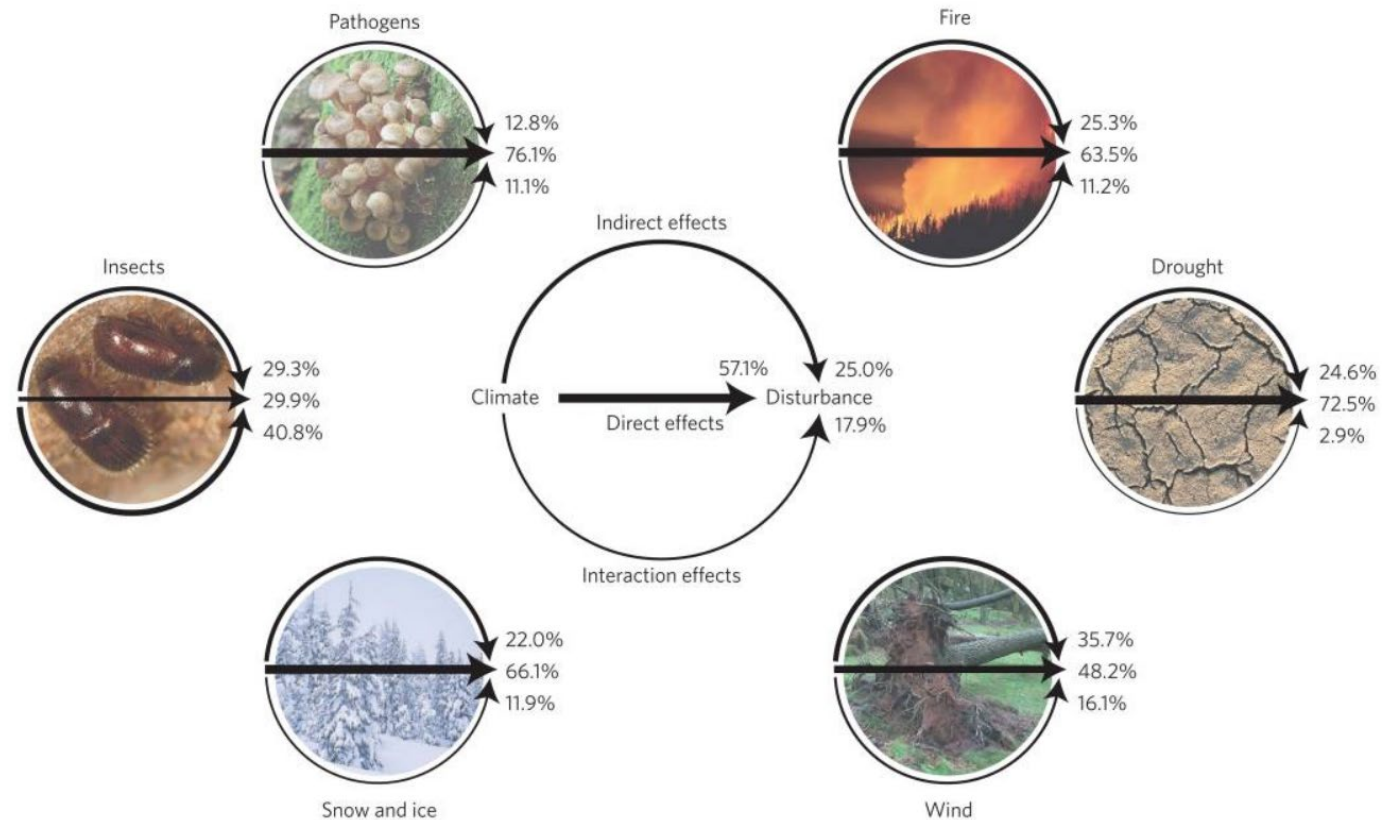 Pathogens
12.8%
76.1%
11.1%
Fire
25.3%
63.5%
11.2%
Insects
29.3%
29.9%
40.8%
Indirect effects
Climate
57.1%
25.0%
Disturbance
Direct effects
17.9%
Interaction effects
Drought
24.6%
72.5%
2.9%
22.0%
66.1%
11.9%
Snow and ice
35.7%
48.2%
16.1%
Wind